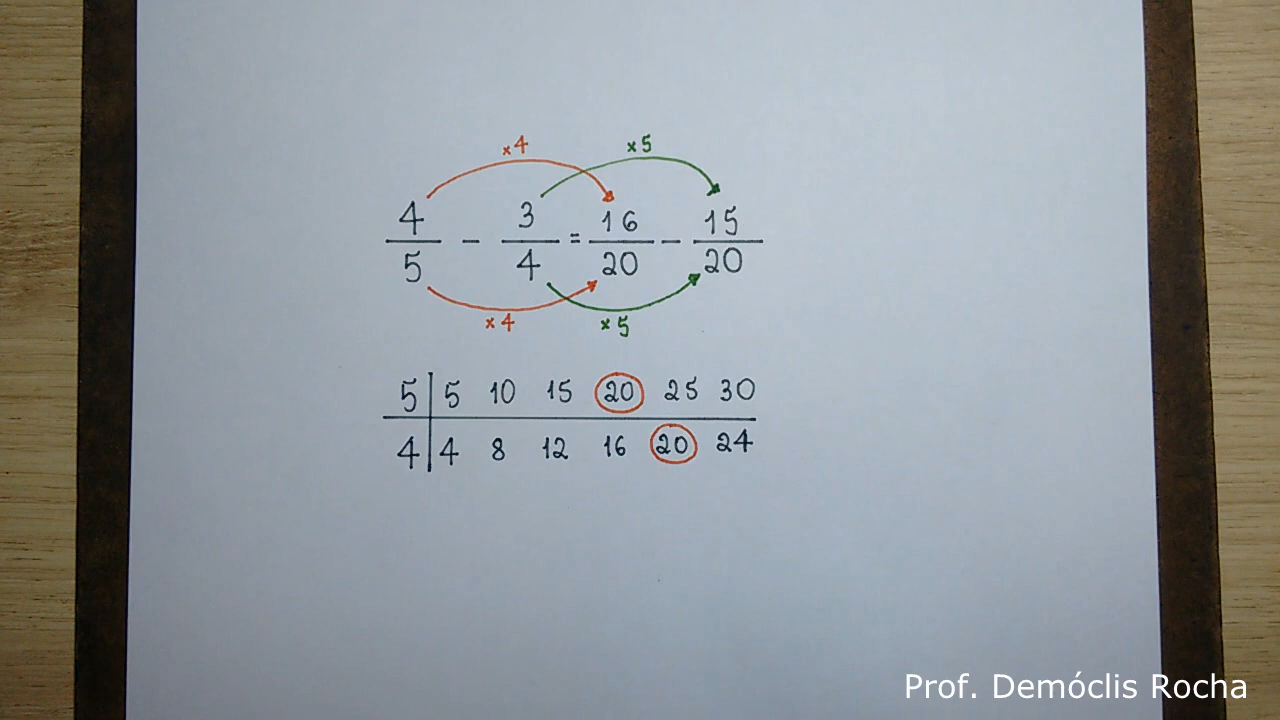 ×4 ×5
4/5 - 3/4 = 16/20 - 15/20
×4 ×5
5 | 5 10 15 20 25 30
4 | 4 8 12 16 20 24
Prof. Demóclis Rocha